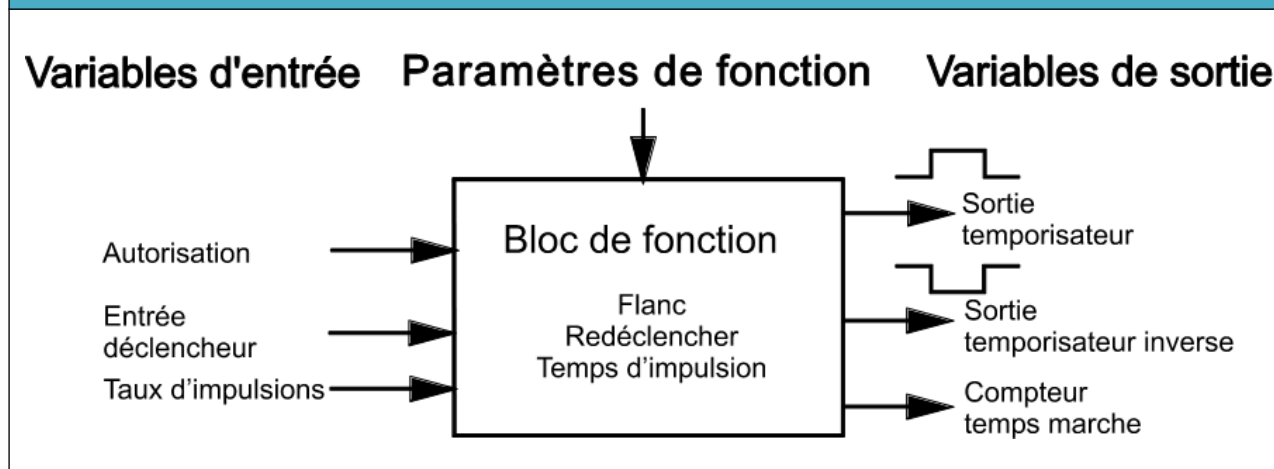 Variables d'entrée
Paramètres de fonction
Variables de sortie
Autorisation
Entrée
déclencheur
Taux d’impulsions
Bloc de fonction
Flanc
Redéclencher
Temps d’impulsion
Sortie
temporisateur
Sortie
temporisateur inverse
Compteur
temps marche